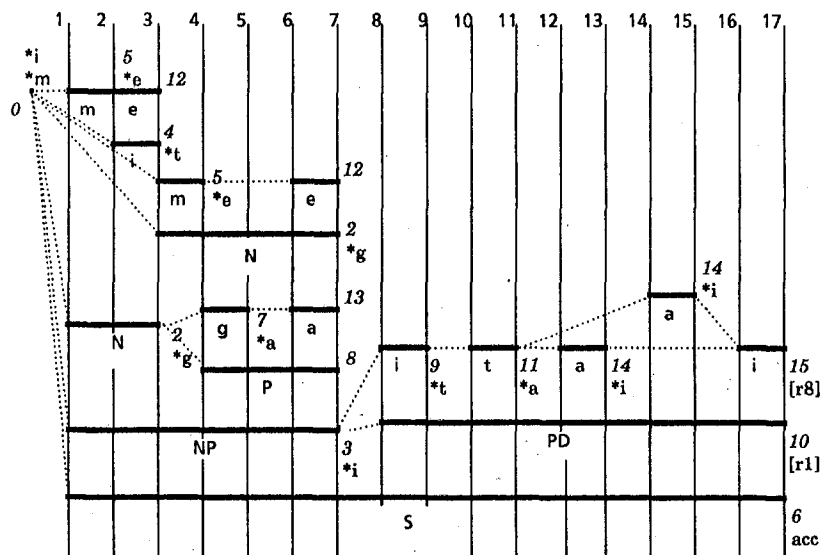 1 2 3 4 5 6 7 8 9 10 11 12 13 14 15 16 17
*i
*m
0
5
*e
12
m e
4
*t
i
5
*e
12
m e
2
*g
N
14
*i
a
13
g
7
*a
a
N
2
*g
8
P
i
9
*t
t
11
*a
a
14
*i
i
15
[r8]
NP
3
*i
PD
10
[r1]
S
6
acc